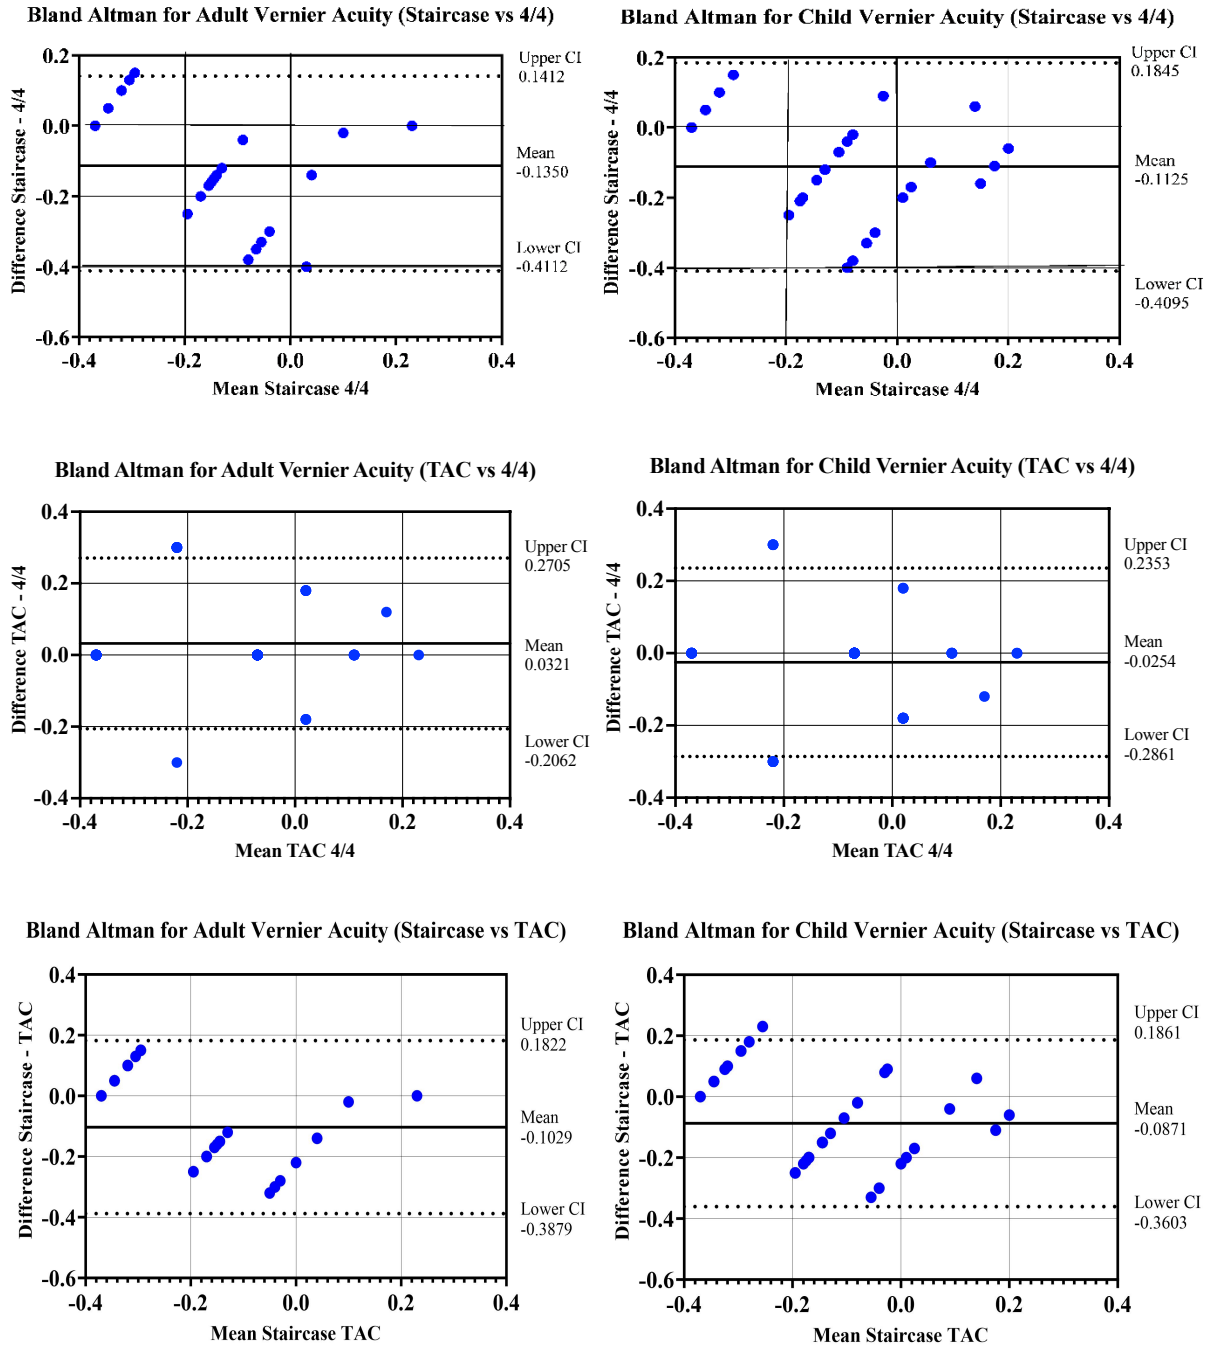 Bland Altman for Adult Vernier Acuity (Staircase vs 4/4)
Difference Staircase - 4/4
0.2
0.0
-0.2
-0.4
-0.6
-0.4
-0.2
0.0
0.2
0.4
Mean Staircase 4/4
Upper CI
0.1412
Mean
-0.1350
Lower CI
-0.4112
Bland Altman for Child Vernier Acuity (Staircase vs 4/4)
Difference Staircase - 4/4
0.2
0.0
-0.2
-0.4
-0.6
-0.4
-0.2
0.0
0.2
0.4
Mean Staircase 4/4
Upper CI
0.1845
Mean
-0.1125
Lower CI
-0.4095
Bland Altman for Adult Vernier Acuity (TAC vs 4/4)
Difference TAC - 4/4
0.4
0.2
0.0
-0.2
-0.4
-0.4
-0.2
0.0
0.2
0.4
Mean TAC 4/4
Upper CI
0.2705
Mean
0.0321
Lower CI
-0.2062
Bland Altman for Child Vernier Acuity (TAC vs 4/4)
Difference TAC - 4/4
0.4
0.2
0.0
-0.2
-0.4
-0.4
-0.2
0.0
0.2
0.4
Mean TAC 4/4
Upper CI
0.2353
Mean
-0.0254
Lower CI
-0.2861
Bland Altman for Adult Vernier Acuity (Staircase vs TAC)
Difference Staircase - TAC
0.4
0.2
0.0
-0.2
-0.4
-0.6
-0.4
-0.2
0.0
0.2
0.4
Mean Staircase TAC
Upper CI
0.1822
Mean
-0.1029
Lower CI
-0.3879
Bland Altman for Child Vernier Acuity (Staircase vs TAC)
Difference Staircase - TAC
0.4
0.2
0.0
-0.2
-0.4
-0.6
-0.4
-0.2
0.0
0.2
0.4
Mean Staircase TAC
Upper CI
0.1861
Mean
-0.0871
Lower CI
-0.3603